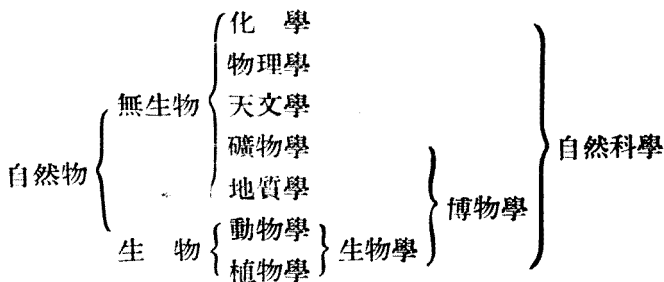 化 學
物理學
無生物 天文學
礦物學 自然科學
自然物 地質學
博物學
動物學
生 物 生物學
植物學